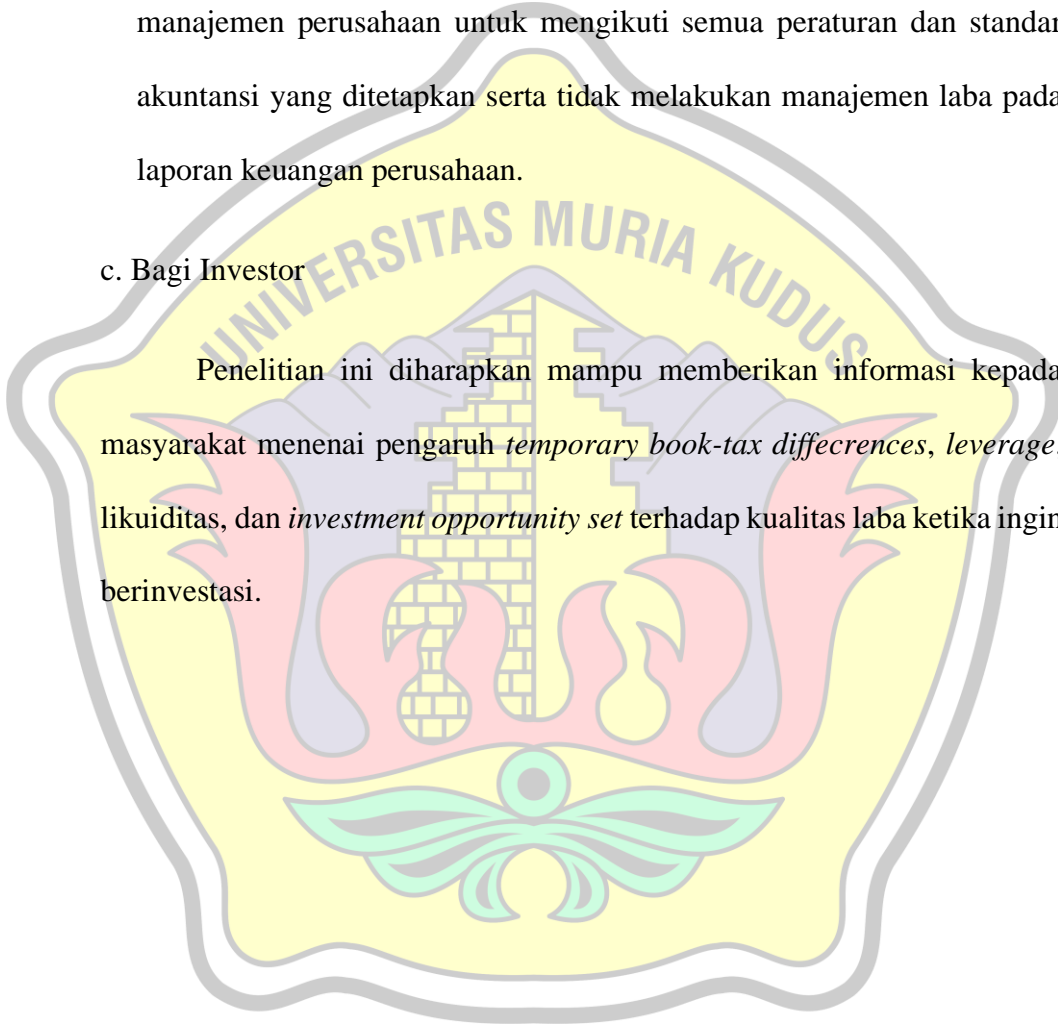 manajemen perusahaan untuk mengikuti semua peraturan dan standar
akuntansi yang ditetapkan serta tidak melakukan manajemen laba pada
laporan keuangan perusahaan.
UNIVERSITAS MURIA KUDUS
c. Bagi Investor
Penelitian ini diharapkan mampu memberikan informasi kepada
masyarakat menenai pengaruh temporary book-tax diffecrences, leverage,
likuiditas, dan investment opportunity set terhadap kualitas laba ketika ingin
berinvestasi.